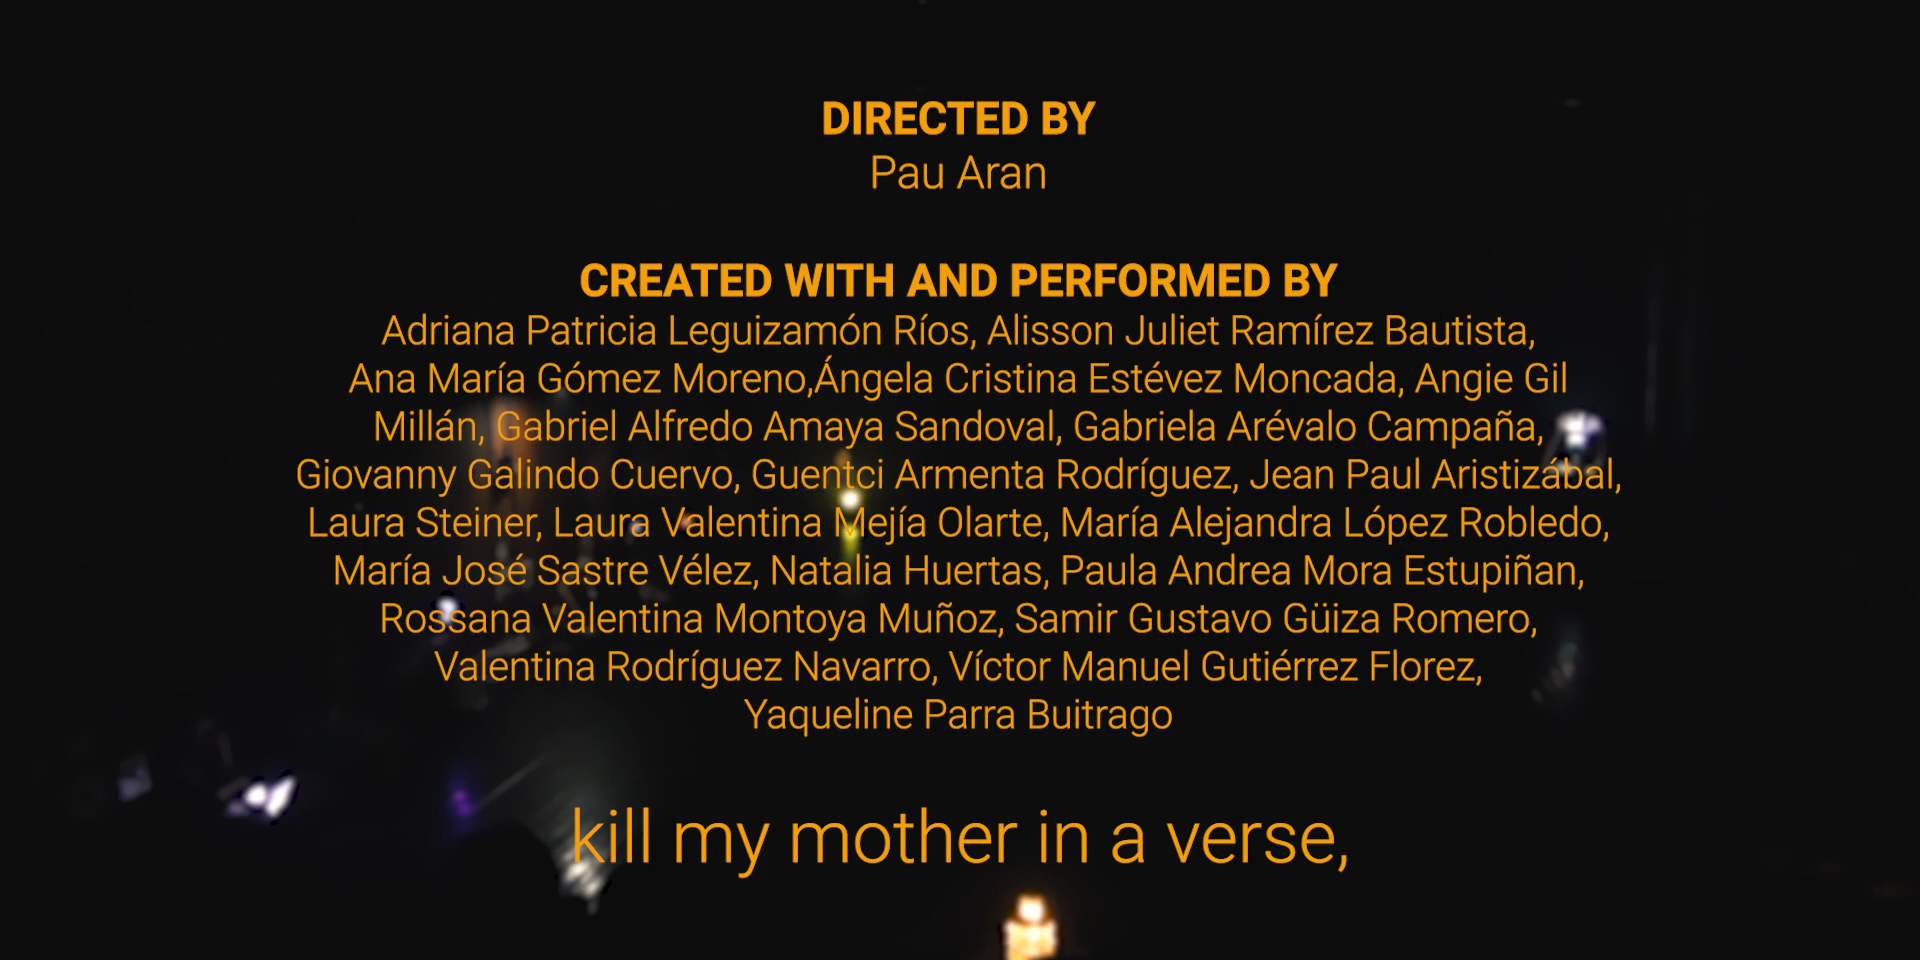 DIRECTED BY
Pau Aran
CREATED WITH AND PERFORMED BY
Adriana Patricia Leguizamón Ríos, Alisson Juliet Ramírez Bautista,
Ana María Gómez Moreno,Ángela Cristina Estévez Moncada, Angie Gil
Millán, Gabriel Alfredo Amaya Sandoval, Gabriela Arévalo Campaña,
Giovanny Galindo Cuervo, Guentci Armenta Rodríguez, Jean Paul Aristizábal,
Laura Steiner, Laura Valentina Mejía Olarte, María Alejandra López Robledo,
María José Sastre Vélez, Natalia Huertas, Paula Andrea Mora Estupiñan,
Rossana Valentina Montoya Muñoz, Samir Gustavo Güiza Romero,
Valentina Rodríguez Navarro, Víctor Manuel Gutiérrez Florez,
Yaqueline Parra Buitrago
kill my mother in a verse,